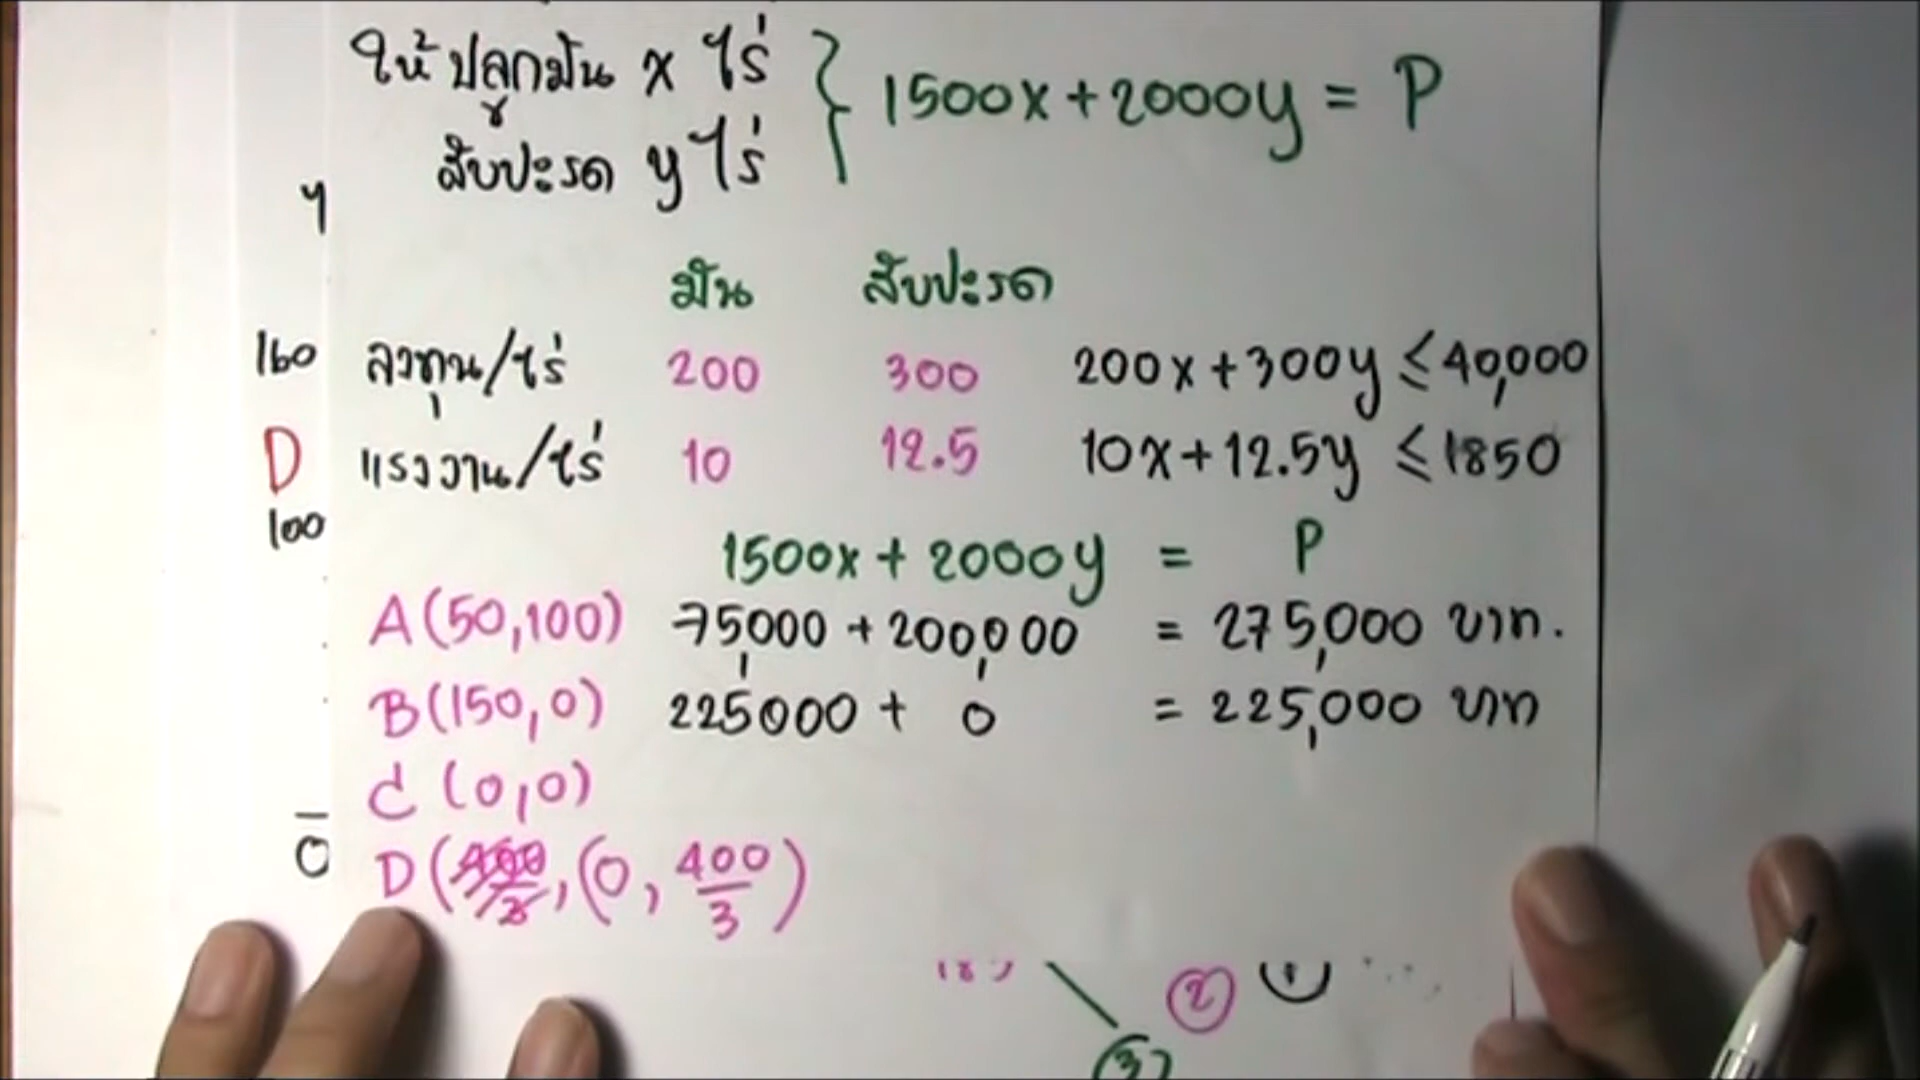 ให้ ปลูกมัน x ไร่
1500x + 2000y = P
สับปะรด y ไร่
y
มัน สับปะรด
160 ลงทุน/ไร่ 200 300 200x + 300y ≤ 40,000
D แรงงาน/ไร่ 10 12.5 10x + 12.5y ≤ 1850
100
1500x + 2000y = P
A (50,100) 75,000 + 200,000 = 275,000 บาท.
B (150,0) 225000 + 0 = 225,000 บาท
C (0,0)
0
D ( , (0, 400/3)
2
3